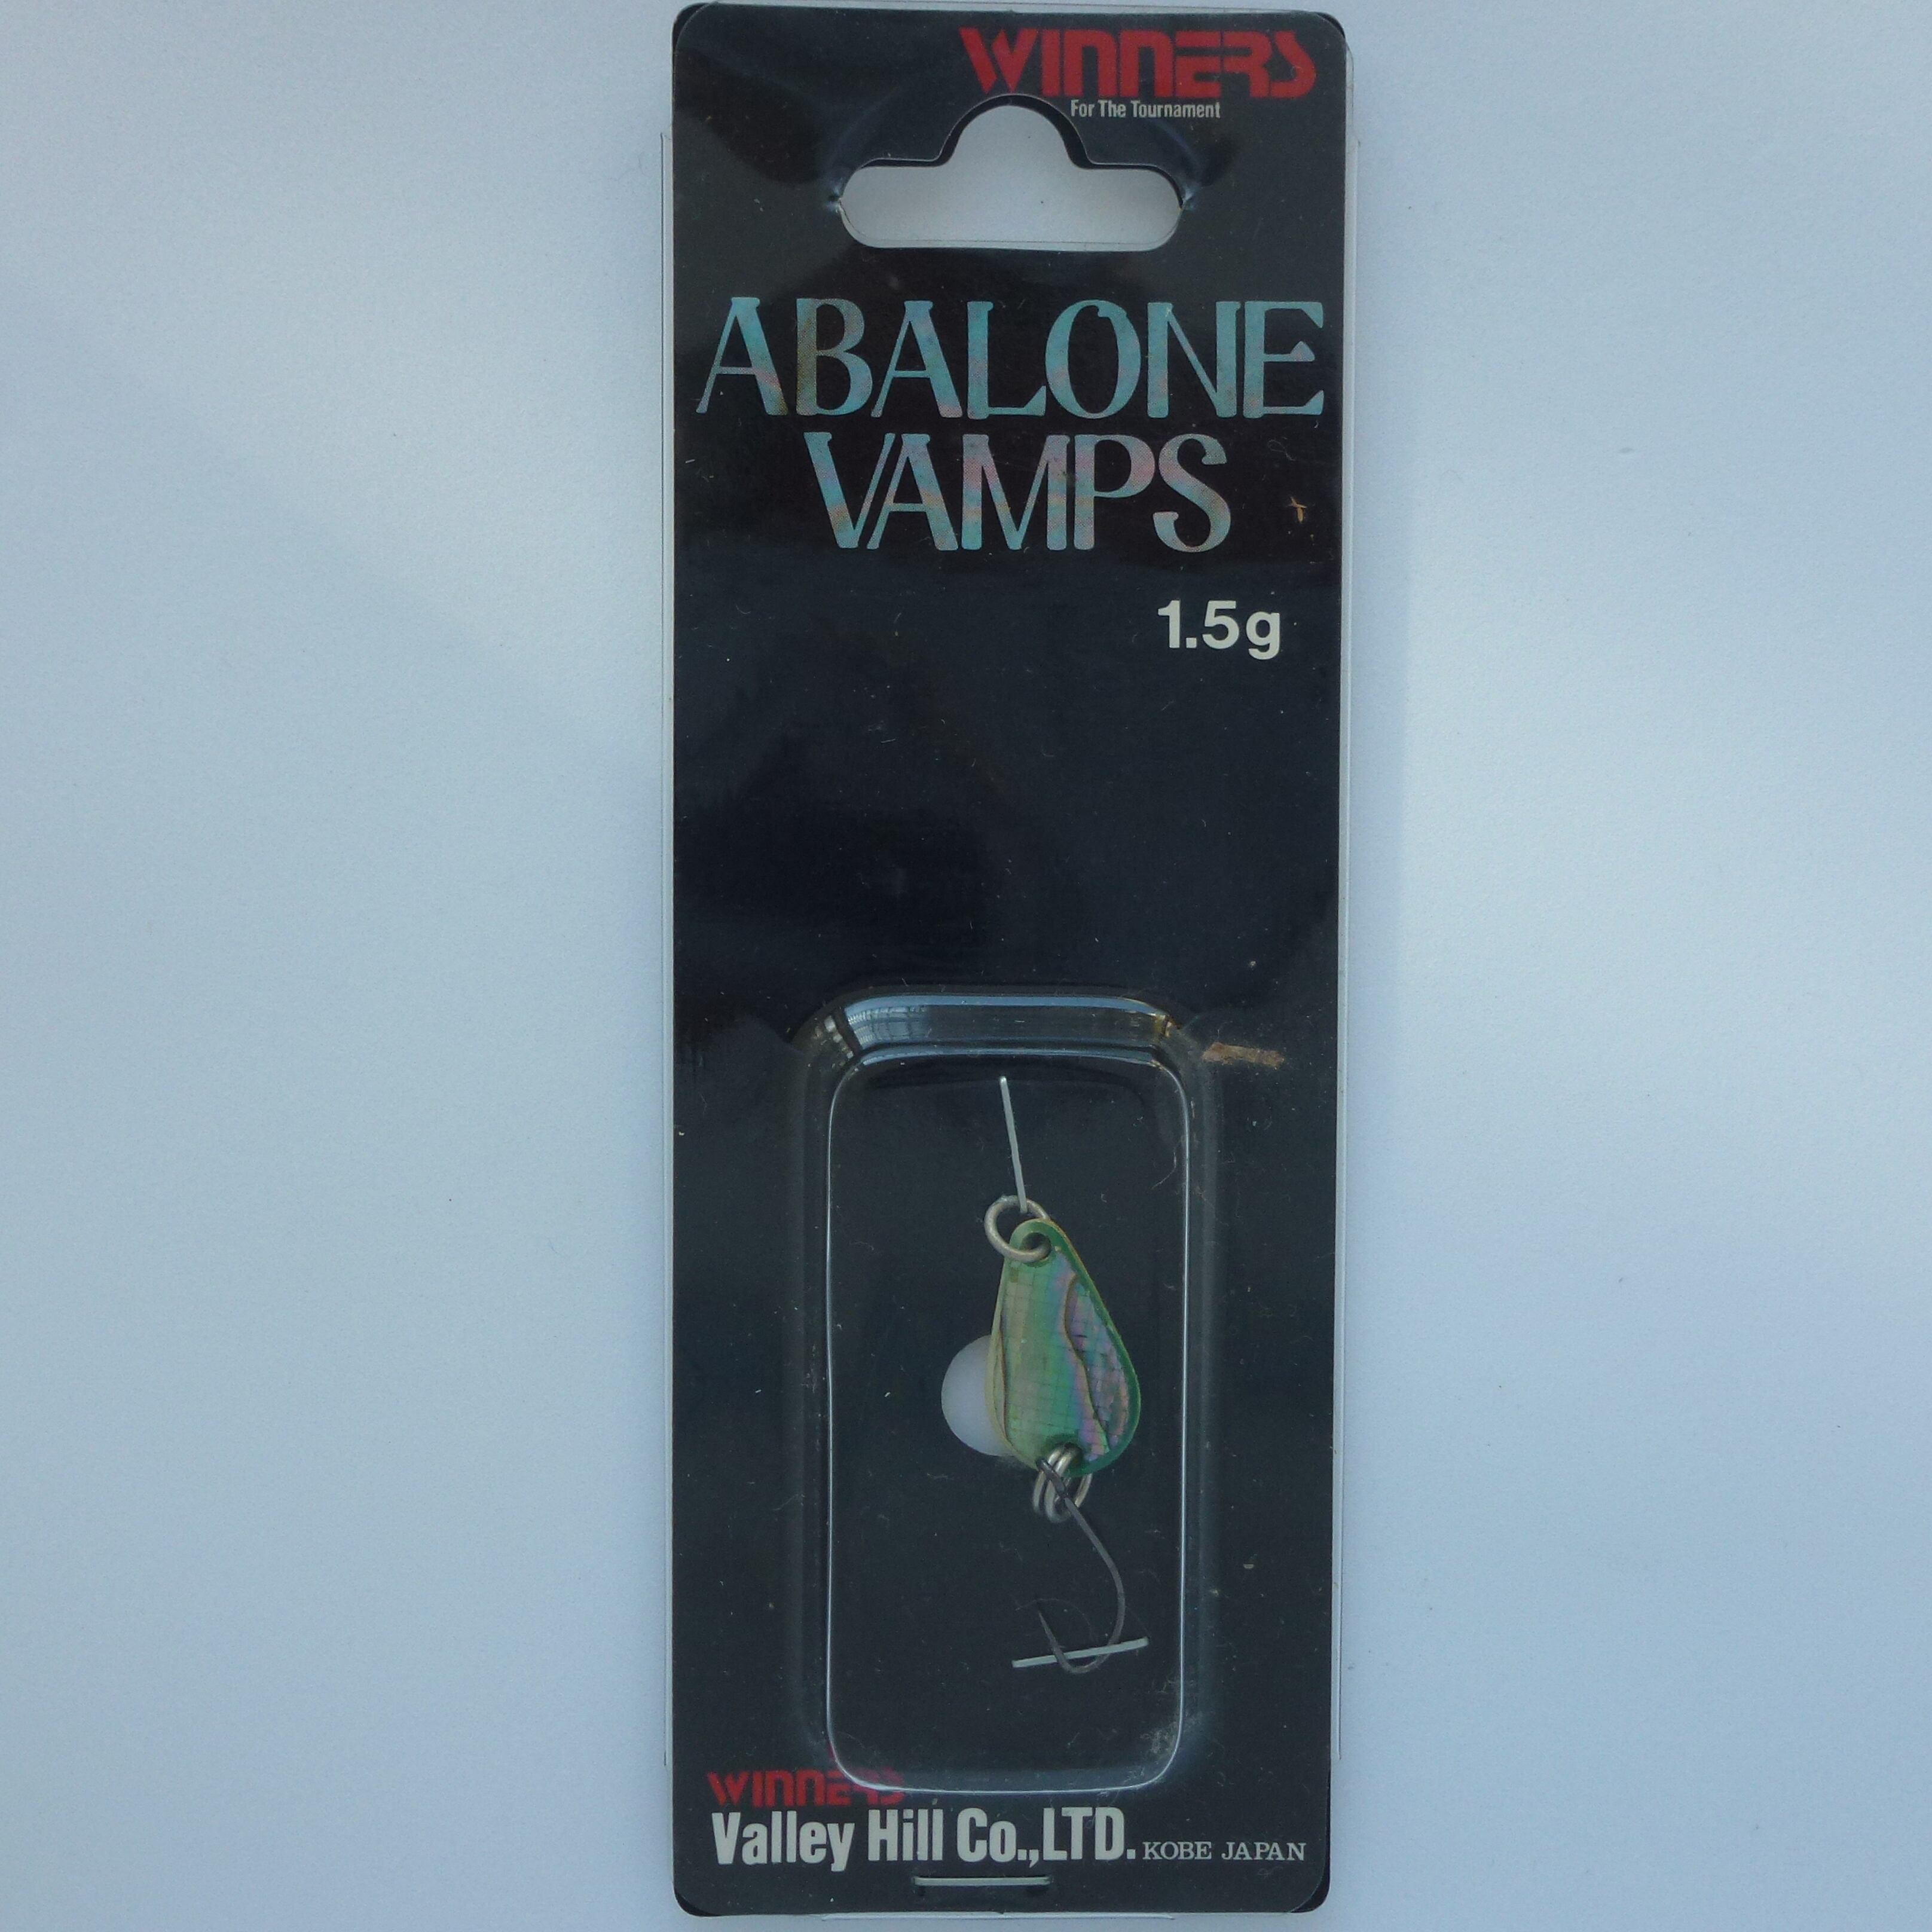 WINNERS
For The Tournament
ABALONE
VAMPS
1.5g
WINNERS
Valley Hill Co.,LTD. KOBE JAPAN